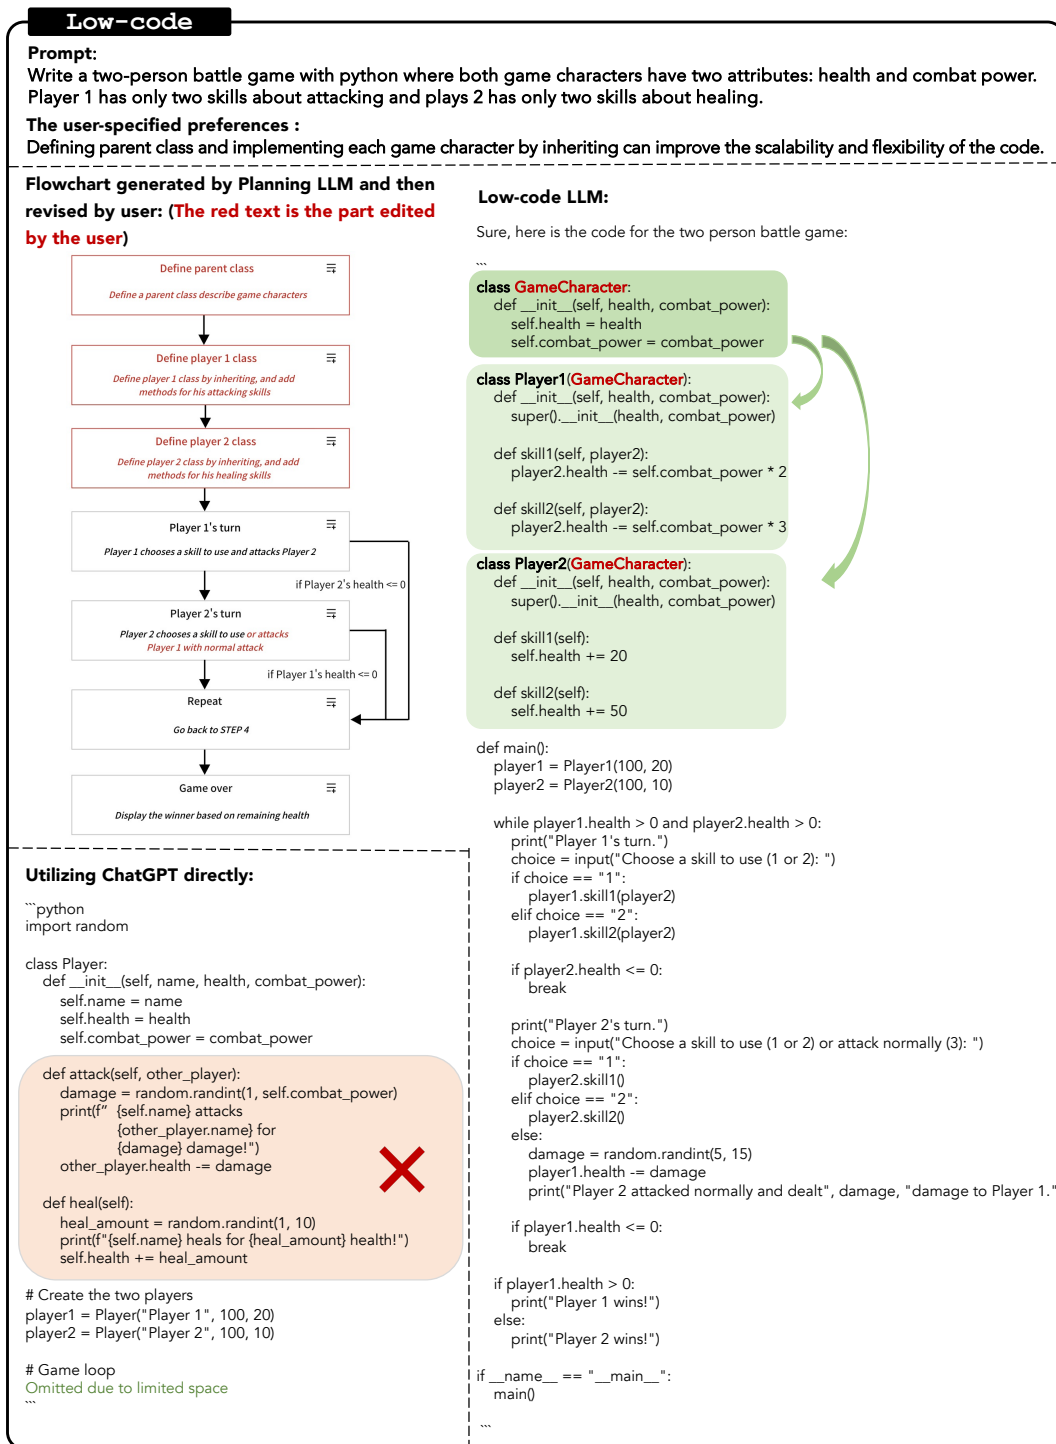 Low-code
Prompt:
Write a two-person battle game with python where both game characters have two attributes: health and combat power.
Player 1 has only two skills about attacking and plays 2 has only two skills about healing.
The user-specified preferences :
Defining parent class and implementing each game character by inheriting can improve the scalability and flexibility of the code.
Flowchart generated by Planning LLM and then
revised by user: (The red text is the part edited
by the user)
Define parent class
Define a parent class describe game characters
Define player 1 class
Define player 1 class by inheriting, and add
methods for his attacking skills
Define player 2 class
Define player 2 class by inheriting, and add
methods for his healing skills
Player 1's turn
Player 1 chooses a skill to use and attacks Player 2
if Player 2's health <= 0
Player 2's turn
Player 2 chooses a skill to use or attacks
Player 1 with normal attack
if Player 1's health <= 0
Repeat
Go back to STEP 4
Game over
Display the winner based on remaining health
Low-code LLM:
Sure, here is the code for the two person battle game:
```
class GameCharacter:
def __init__(self, health, combat_power):
self.health = health
self.combat_power = combat_power
class Player1(GameCharacter):
def __init__(self, health, combat_power):
super().__init__(health, combat_power)
def skill1(self, player2):
player2.health -= self.combat_power * 2
def skill2(self, player2):
player2.health -= self.combat_power * 3
class Player2(GameCharacter):
def __init__(self, health, combat_power):
super().__init__(health, combat_power)
def skill1(self):
self.health += 20
def skill2(self):
self.health += 50
def main():
player1 = Player1(100, 20)
player2 = Player2(100, 10)
while player1.health > 0 and player2.health > 0:
print("Player 1's turn.")
choice = input("Choose a skill to use (1 or 2): ")
if choice == "1":
player1.skill1(player2)
elif choice == "2":
player1.skill2(player2)
if player2.health <= 0:
break
print("Player 2's turn.")
choice = input("Choose a skill to use (1 or 2) or attack normally (3): ")
if choice == "1":
player2.skill1()
elif choice == "2":
player2.skill2()
else:
damage = random.randint(5, 15)
player1.health -= damage
print("Player 2 attacked normally and dealt", damage, "damage to Player 1."
if player1.health <= 0:
break
if player1.health > 0:
print("Player 1 wins!")
else:
print("Player 2 wins!")
if __name__ == "__main__":
main()
```
Utilizing ChatGPT directly:
```python
import random
class Player:
def __init__(self, name, health, combat_power):
self.name = name
self.health = health
self.combat_power = combat_power
def attack(self, other_player):
damage = random.randint(1, self.combat_power)
print(f" {self.name} attacks
{other_player.name} for
{damage} damage!")
other_player.health -= damage
def heal(self):
heal_amount = random.randint(1, 10)
print(f"{self.name} heals for {heal_amount} health!")
self.health += heal_amount
# Create the two players
player1 = Player("Player 1", 100, 20)
player2 = Player("Player 2", 100, 10)
# Game loop
Omitted due to limited space
```